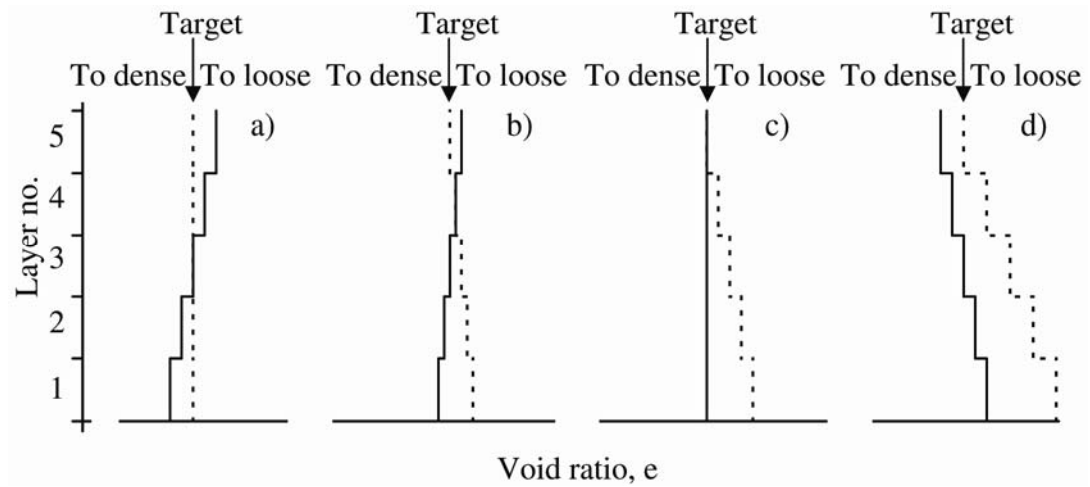 Target Target Target Target
To dense To loose To dense To loose To dense To loose To dense To loose
a) b) c) d)
5
4
3
2
1
Layer no.
Void ratio, e